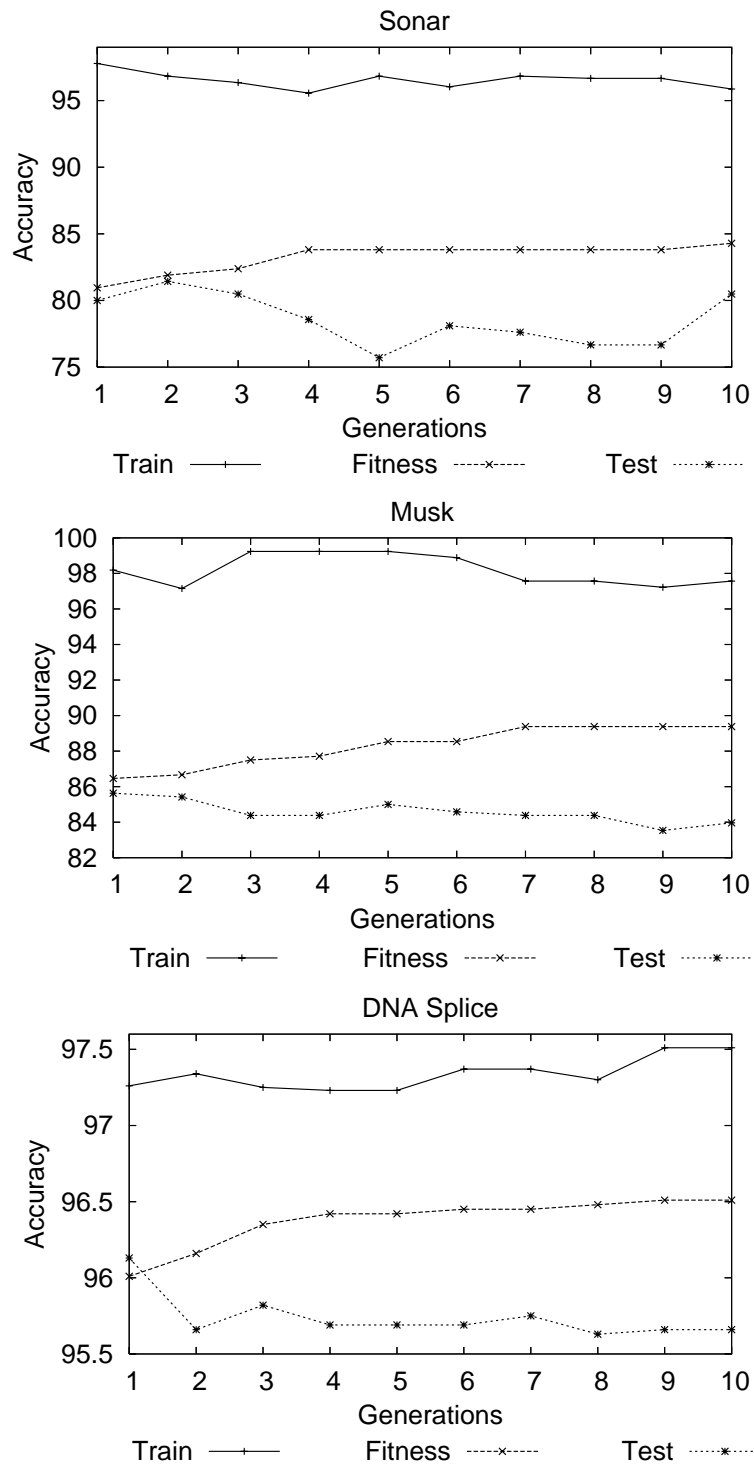 Sonar
95
90
85
80
75
Accuracy
1 2 3 4 5 6 7 8 9 10
Generations
Train Fitness Test
Musk
100
98
96
94
92
90
88
86
84
82
Accuracy
1 2 3 4 5 6 7 8 9 10
Generations
Train Fitness Test
DNA Splice
97.5
97
96.5
96
95.5
Accuracy
1 2 3 4 5 6 7 8 9 10
Generations
Train Fitness Test